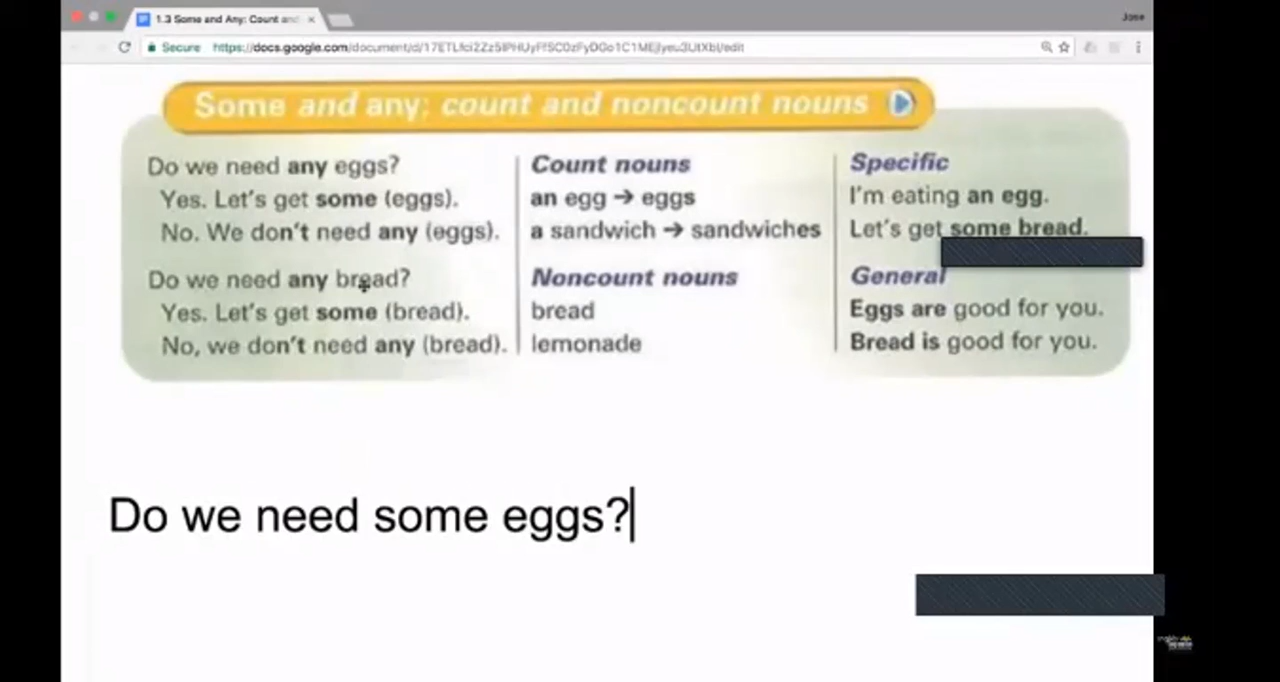 1.3 Some and Any: Count and
Jose
Secure
Some and any; count and noncount nouns
Do we need any eggs?
Yes. Let's get some (eggs).
No. We don't need any (eggs).
Do we need any bread?
Yes. Let's get some (bread).
No, we don't need any (bread).
Count nouns
an egg → eggs
a sandwich → sandwiches
Noncount nouns
bread
lemonade
Specific
I'm eating an egg.
Let's get some bread.
General
Eggs are good for you.
Bread is good for you.
Do we need some eggs?